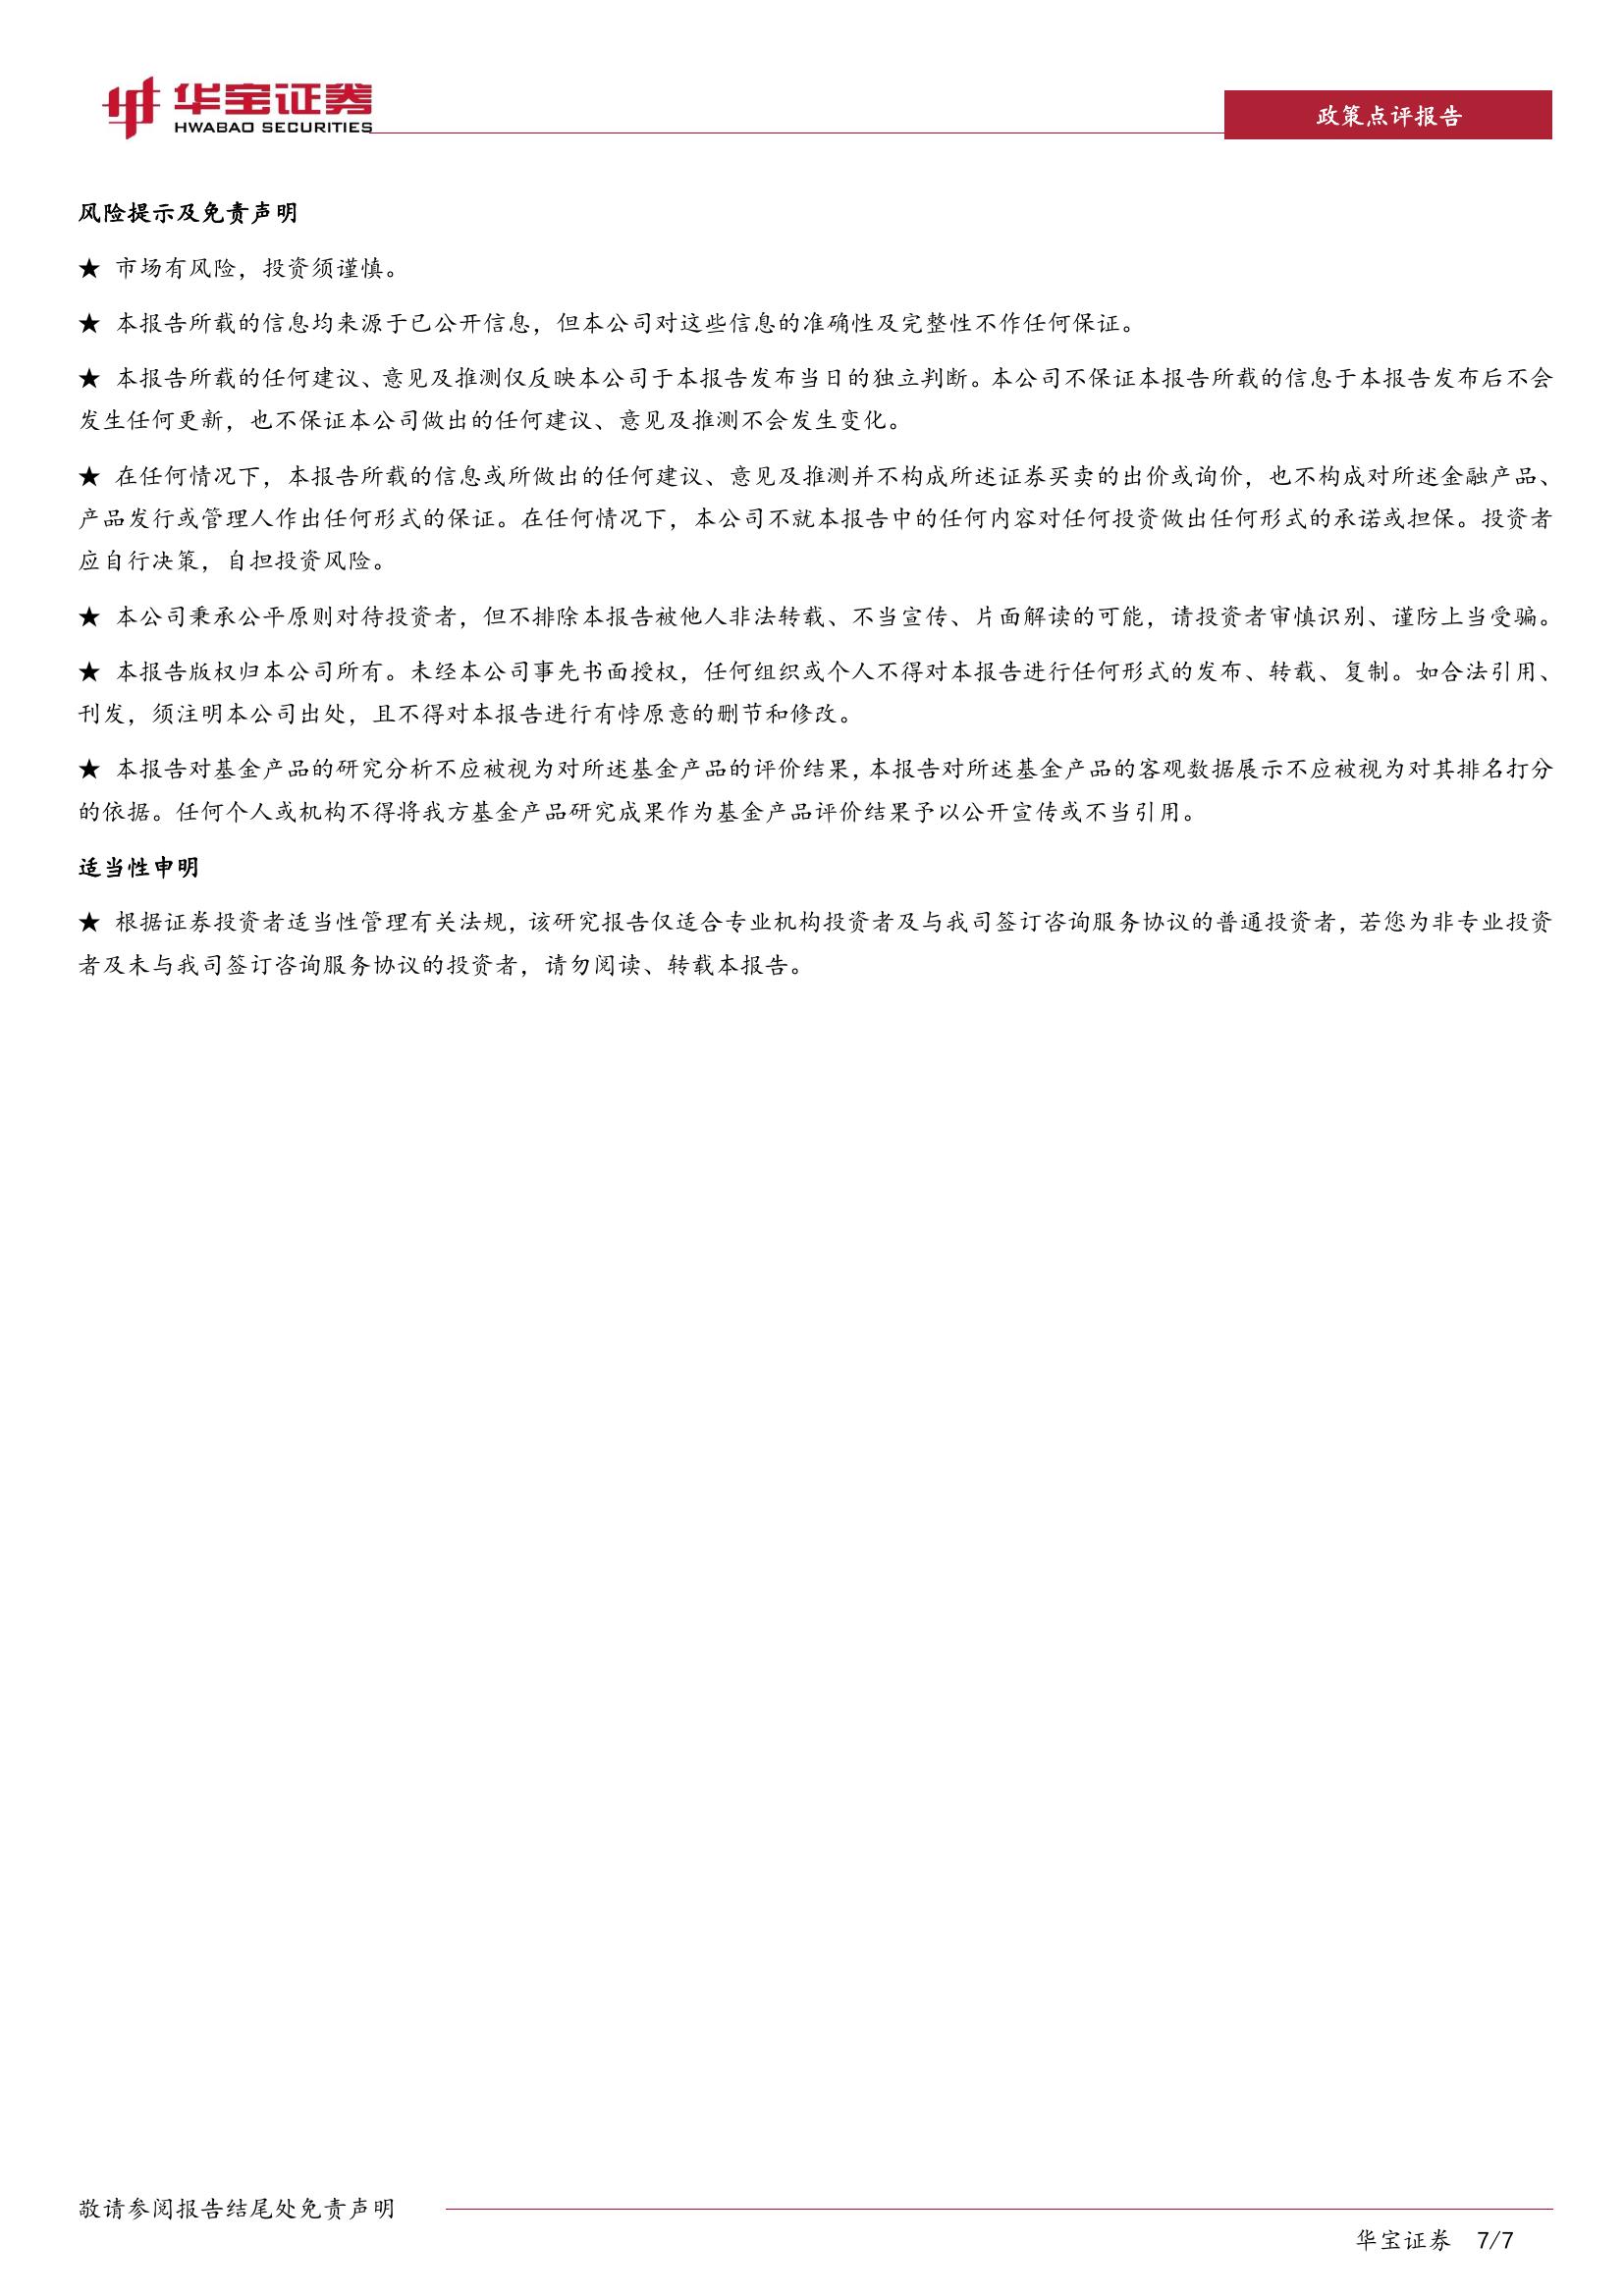 华宝证券
HWABAO SECURITIES
政策点评报告
风险提示及免责声明
★ 市场有风险，投资须谨慎。
★ 本报告所载的信息均来源于已公开信息，但本公司对这些信息的准确性及完整性不作任何保证。
★ 本报告所载的任何建议、意见及推测仅反映本公司于本报告发布当日的独立判断。本公司不保证本报告所载的信息于本报告发布后不会
发生任何更新，也不保证本公司做出的任何建议、意见及推测不会发生变化。
★ 在任何情况下，本报告所载的信息或所做出的任何建议、意见及推测并不构成所述证券买卖的出价或询价，也不构成对所述金融产品、
产品发行或管理人作出任何形式的保证。在任何情况下，本公司不就本报告中的任何内容对任何投资做出任何形式的承诺或担保。投资者
应自行决策，自担投资风险。
★ 本公司秉承公平原则对待投资者，但不排除本报告被他人非法转载、不当宣传、片面解读的可能，请投资者审慎识别、谨防上当受骗。
★ 本报告版权归本公司所有。未经本公司事先书面授权，任何组织或个人不得对本报告进行任何形式的发布、转载、复制。如合法引用、
刊发，须注明本公司出处，且不得对本报告进行有悖原意的删节和修改。
★ 本报告对基金产品的研究分析不应被视为对所述基金产品的评价结果，本报告对所述基金产品的客观数据展示不应被视为对其排名打分
的依据。任何个人或机构不得将我方基金产品研究成果作为基金产品评价结果予以公开宣传或不当引用。
适当性申明
★ 根据证券投资者适当性管理有关法规，该研究报告仅适合专业机构投资者及与我司签订咨询服务协议的普通投资者，若您为非专业投资
者及未与我司签订咨询服务协议的投资者，请勿阅读、转载本报告。
敬请参阅报告结尾处免责声明
华宝证券 7/7